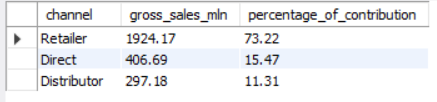 channel gross_sales_mln percentage_of_contribution
Retailer 1924.17 73.22
Direct 406.69 15.47
Distributor 297.18 11.31